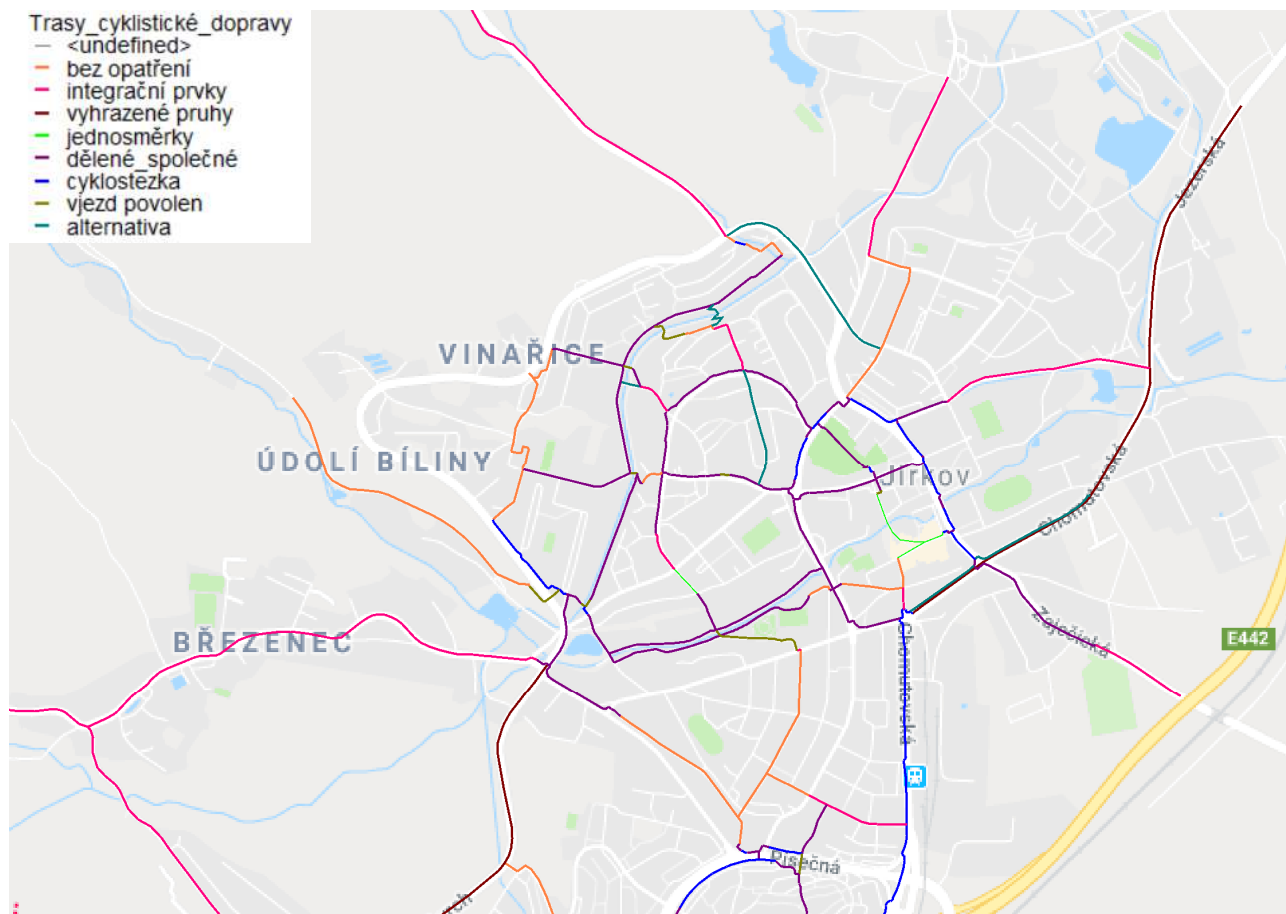 Trasy_cyklistické_dopravy
<undefined>
bez opatření
integrační prvky
vyhrazené pruhy
jednosměrky
dělené_společné
cyklostezka
vjezd povolen
alternativa
Jezerská
VINAŘICE
ÚDOLÍ BÍLINY
Jirkov
Chomutovská
Zaječická
BŘEZENEC
E442
Chomutovská
Písečná